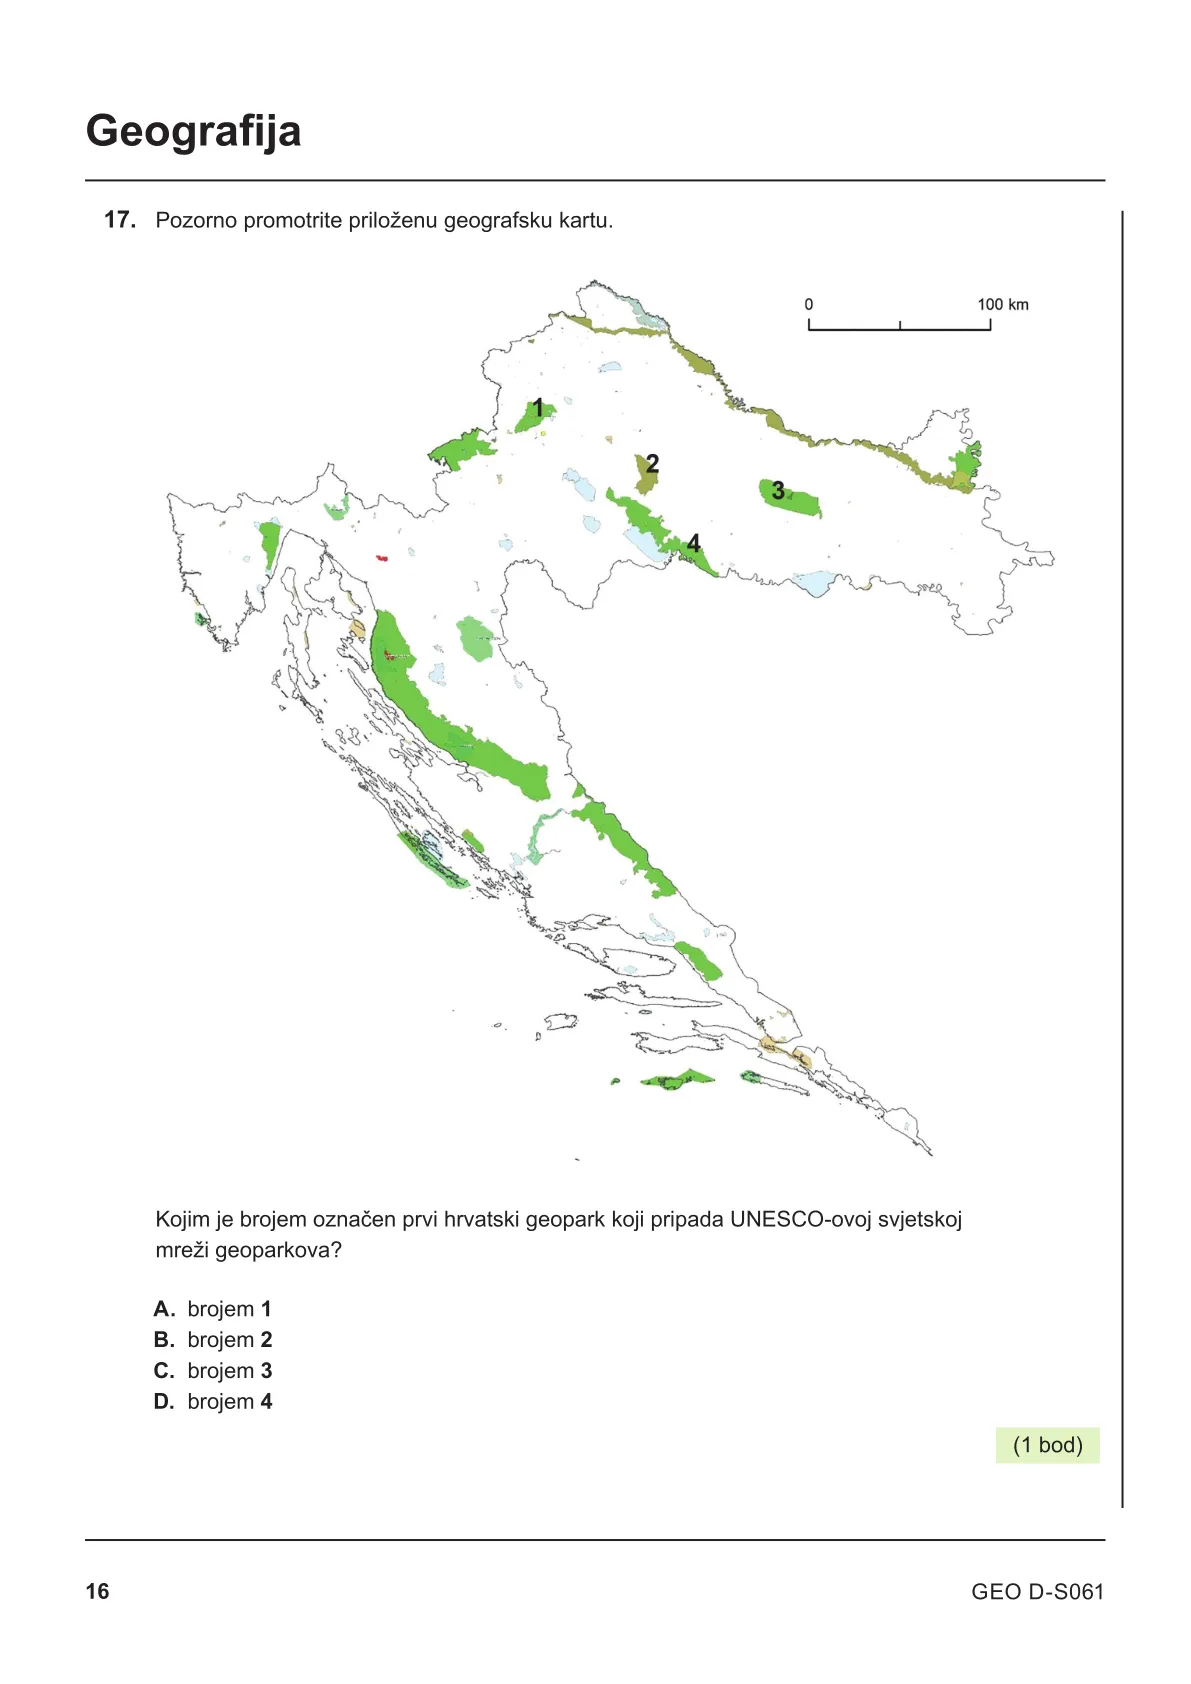 Geografija
17. Pozorno promotrite priloženu geografsku kartu.
0 100 km
1
2
3
4
Kojim je brojem označen prvi hrvatski geopark koji pripada UNESCO-ovoj svjetskoj
mreži geoparkova?
A. brojem 1
B. brojem 2
C. brojem 3
D. brojem 4
(1 bod)
16 GEO D-S061